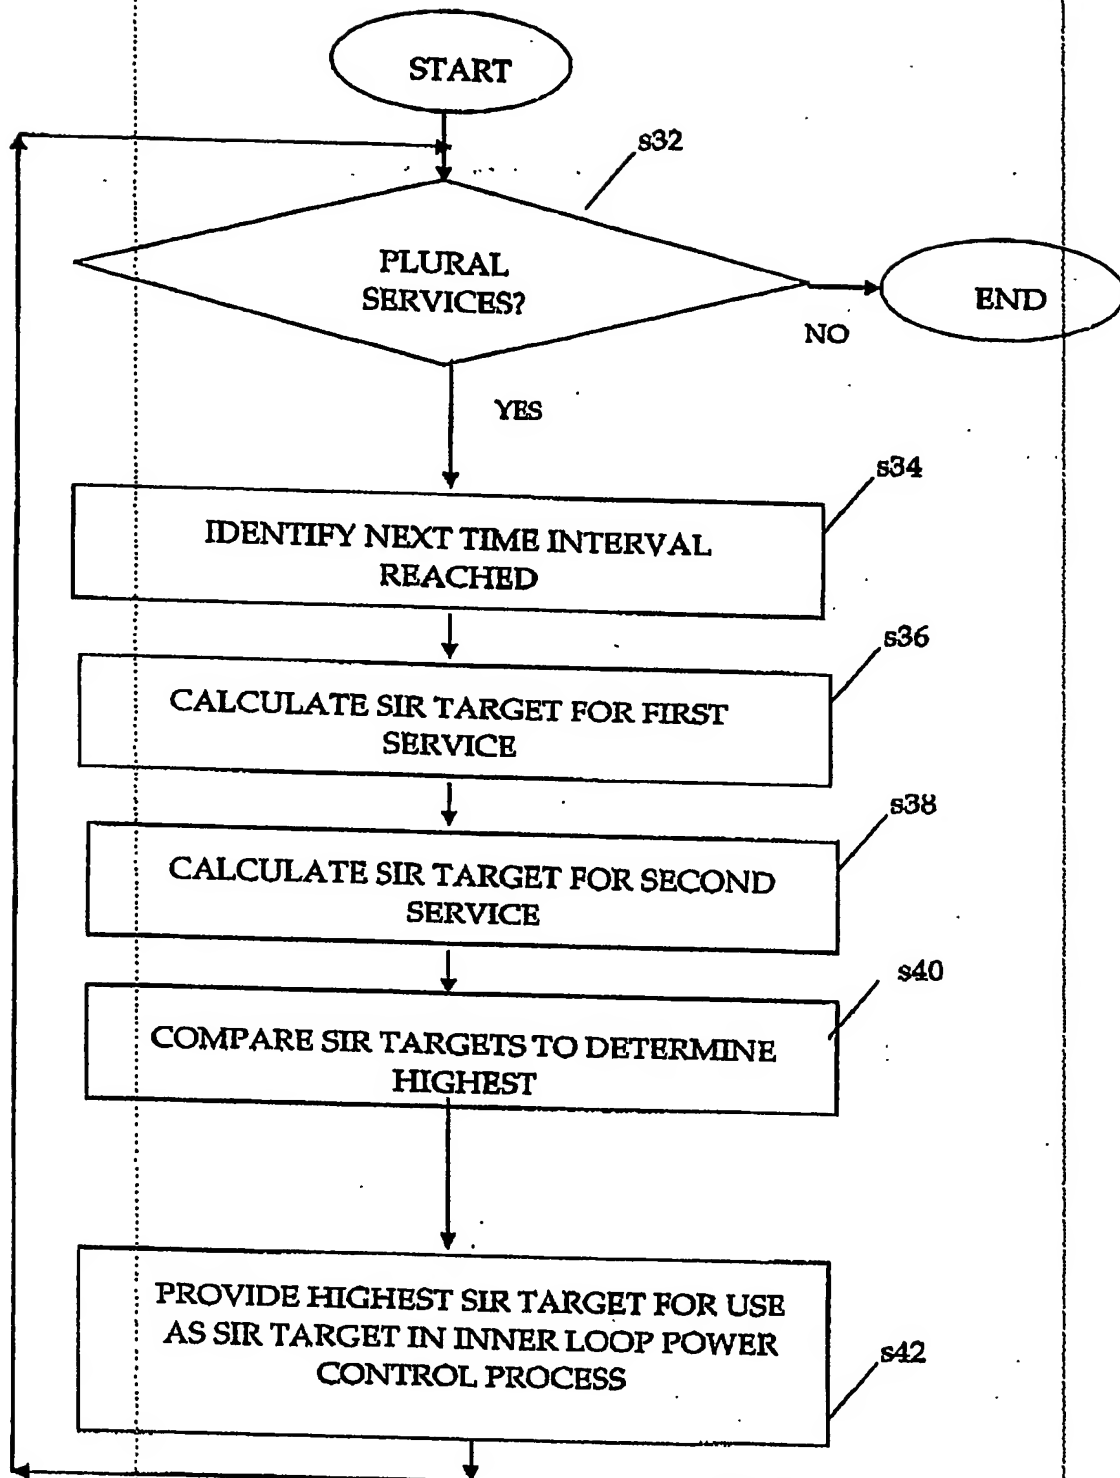 START
s32
PLURAL
SERVICES?
END
NO
YES
s34
IDENTIFY NEXT TIME INTERVAL
REACHED
s36
CALCULATE SIR TARGET FOR FIRST
SERVICE
s38
CALCULATE SIR TARGET FOR SECOND
SERVICE
s40
COMPARE SIR TARGETS TO DETERMINE
HIGHEST
PROVIDE HIGHEST SIR TARGET FOR USE
AS SIR TARGET IN INNER LOOP POWER
CONTROL PROCESS
s42